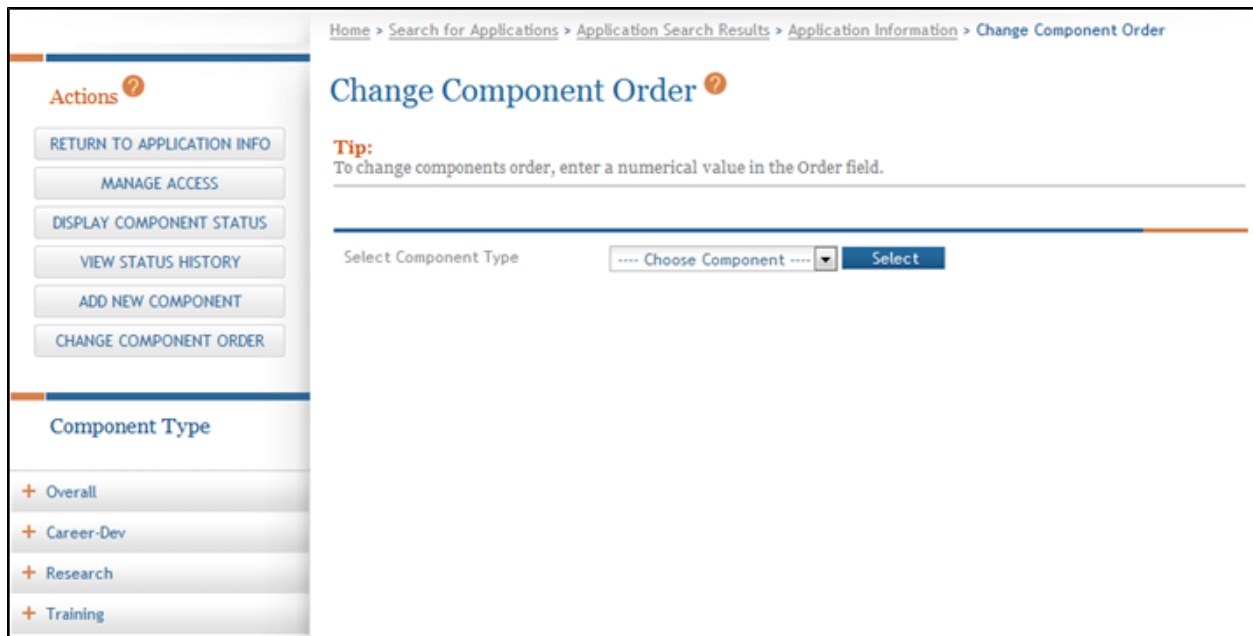 Home > Search for Applications > Application Search Results > Application Information > Change Component Order
Actions ?
RETURN TO APPLICATION INFO
MANAGE ACCESS
DISPLAY COMPONENT STATUS
VIEW STATUS HISTORY
ADD NEW COMPONENT
CHANGE COMPONENT ORDER
Component Type
+ Overall
+ Career-Dev
+ Research
+ Training
Change Component Order ?
Tip:
To change components order, enter a numerical value in the Order field.
Select Component Type ---- Choose Component ---- Select